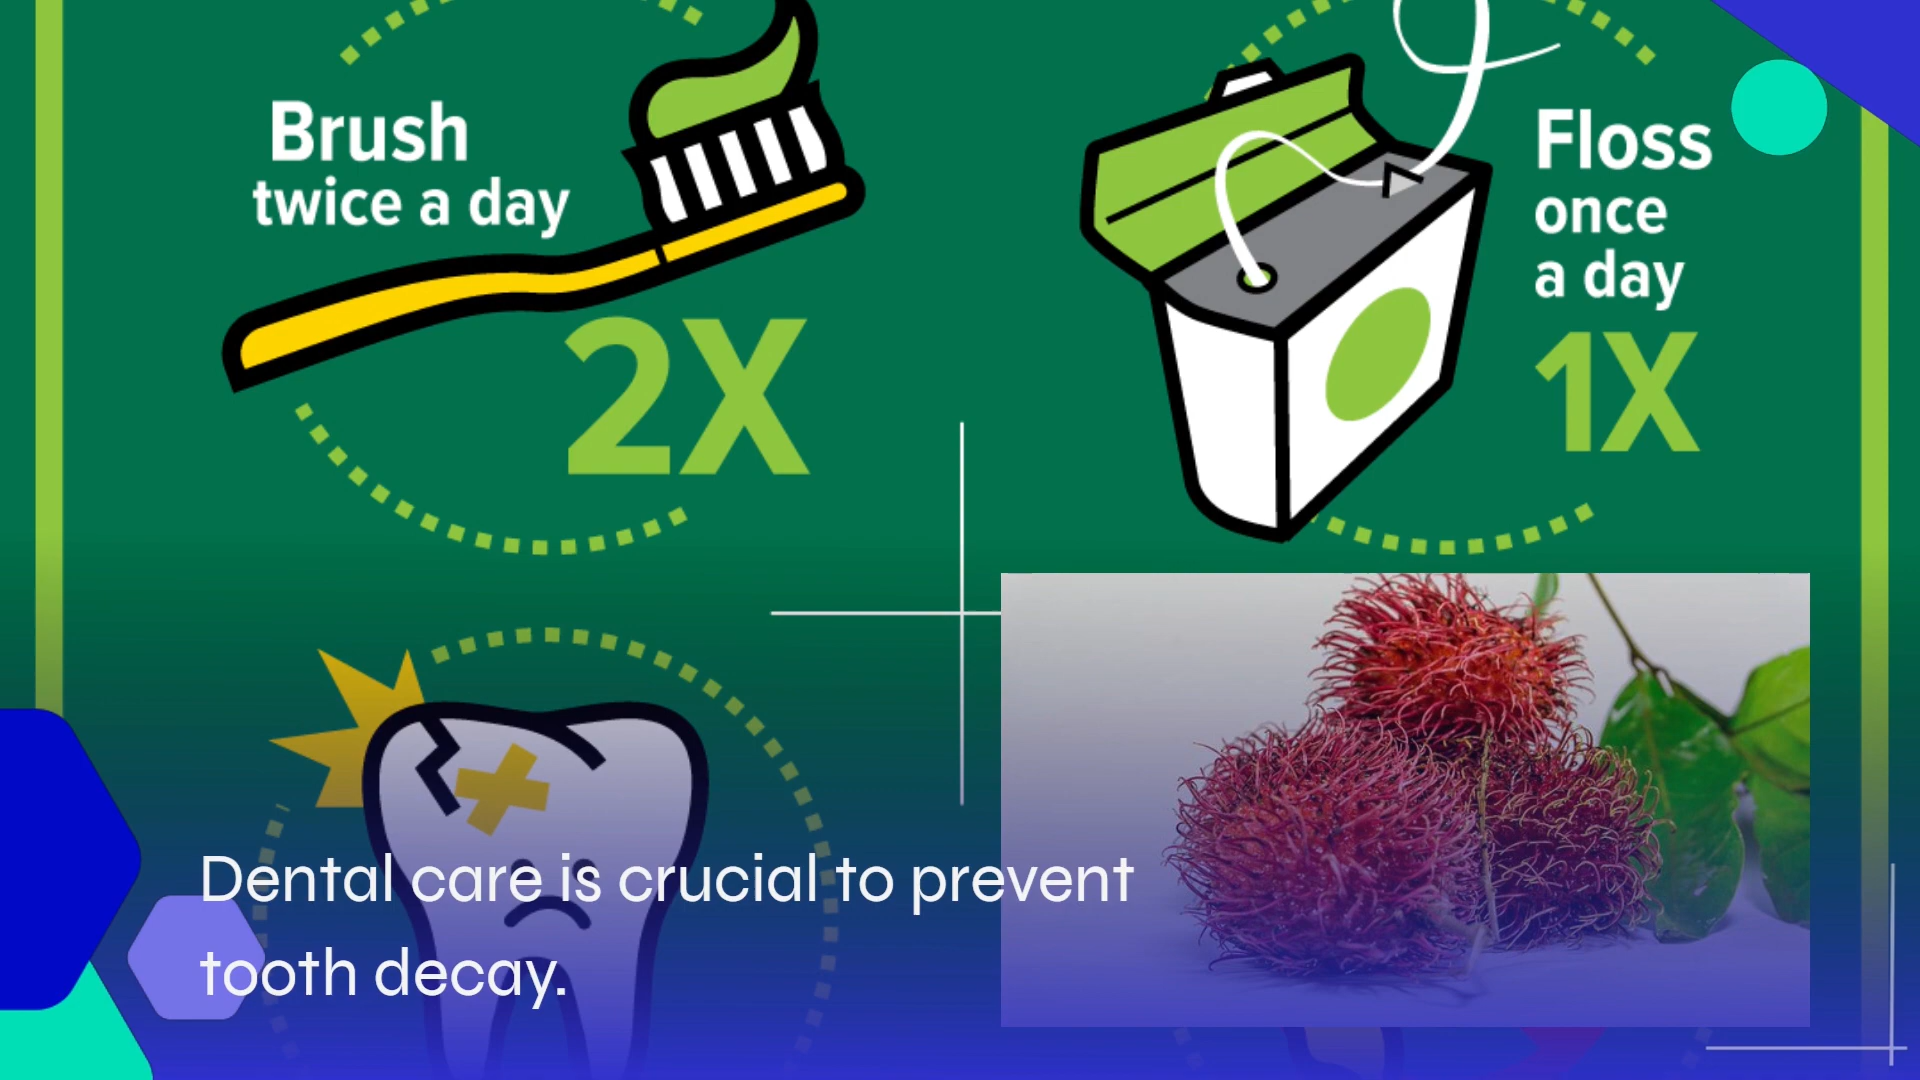 Brush
twice a day
2X
Floss
once
a day
1X
Dental care is crucial to prevent
tooth decay.